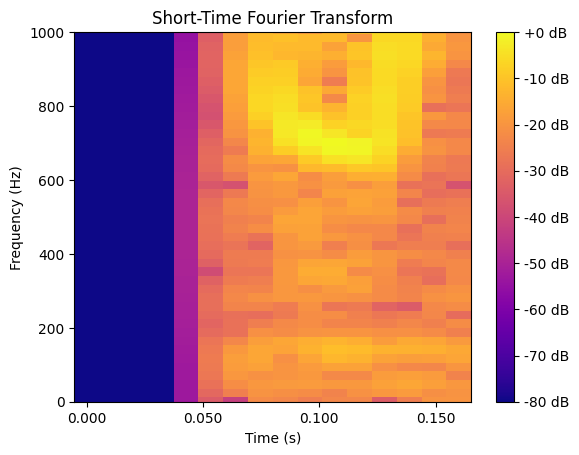 Short-Time Fourier Transform
Frequency (Hz)
1000
800
600
400
200
0
0.000
0.050
0.100
0.150
Time (s)
+0 dB
-10 dB
-20 dB
-30 dB
-40 dB
-50 dB
-60 dB
-70 dB
-80 dB